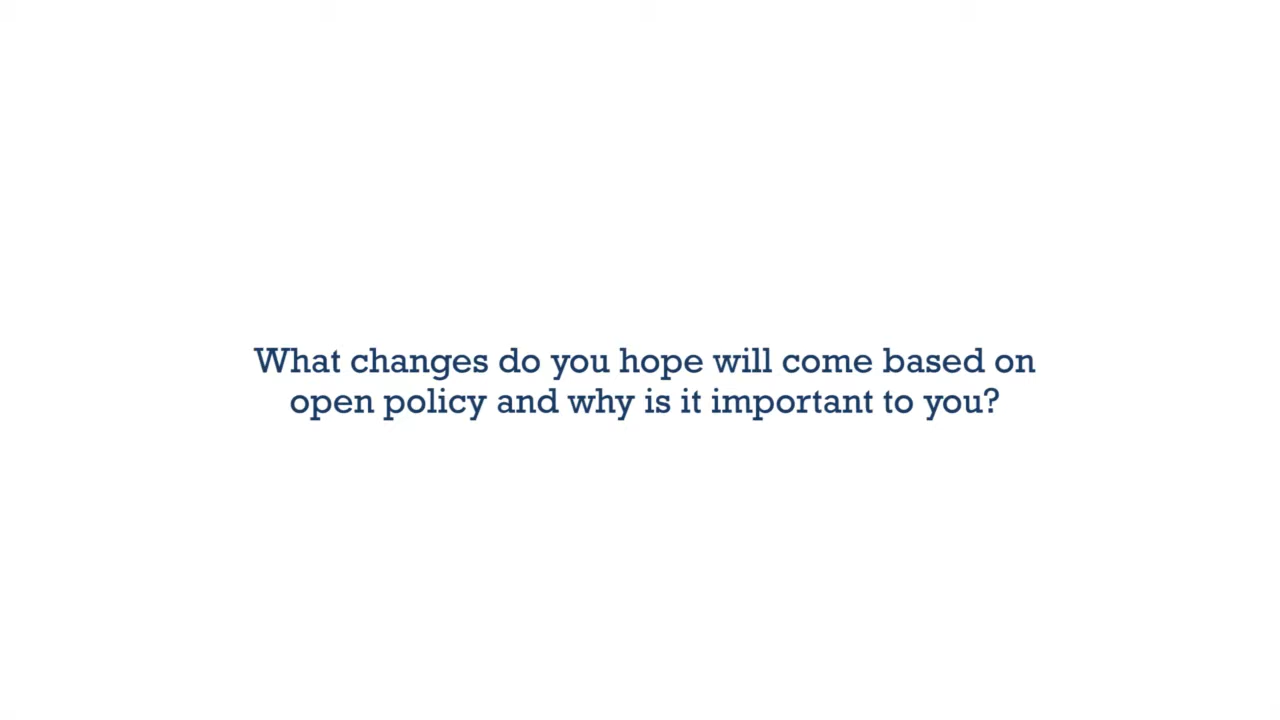 What changes do you hope will come based on
open policy and why is it important to you?